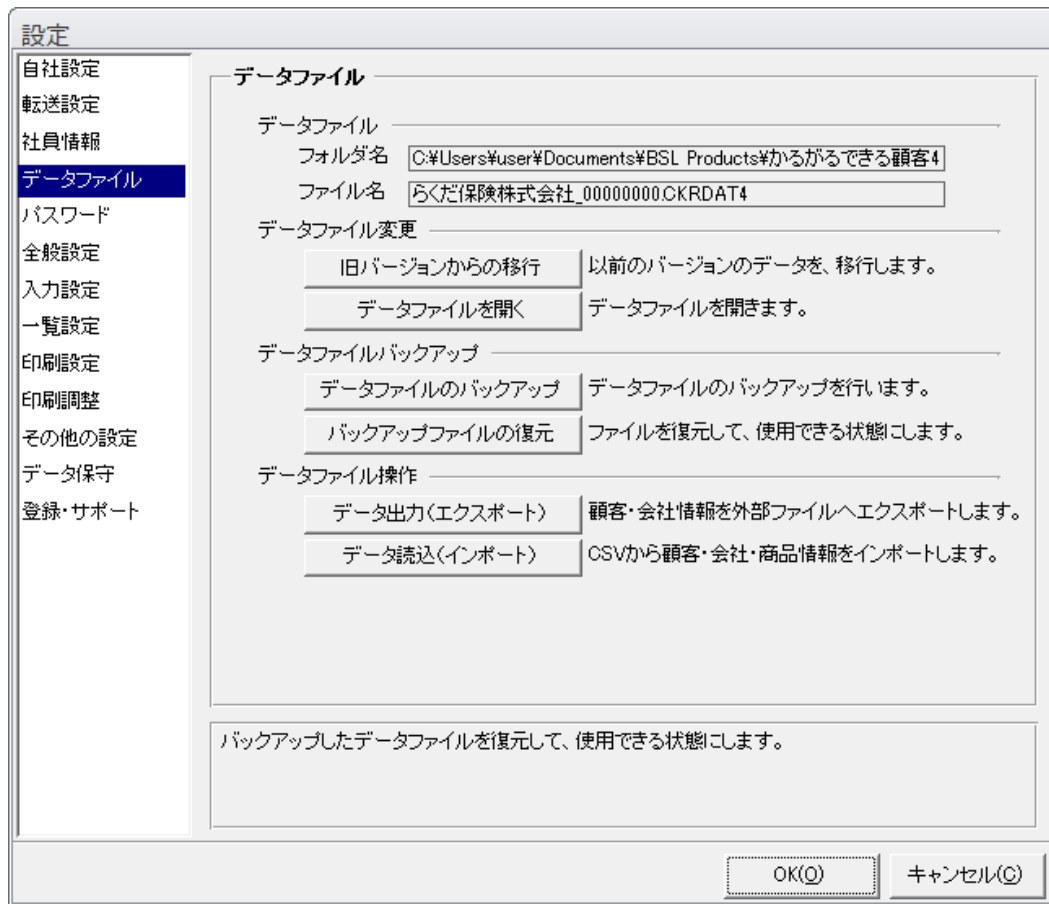 設定
自社設定
転送設定
社員情報
データファイル
パスワード
全般設定
入力設定
一覧設定
印刷設定
印刷調整
その他の設定
データ保守
登録・サポート
データファイル
データファイル
フォルダ名 C:¥Users¥user¥Documents¥BSL Products¥かるがるできる顧客4
ファイル名 らくだ保険株式会社_00000000.CKRDAT4
データファイル変更
旧バージョンからの移行 以前のバージョンのデータを、移行します。
データファイルを開く データファイルを開きます。
データファイルバックアップ
データファイルのバックアップ データファイルのバックアップを行います。
バックアップファイルの復元 ファイルを復元して、使用できる状態にします。
データファイル操作
データ出力(エクスポート) 顧客・会社情報を外部ファイルへエクスポートします。
データ読込(インポート) CSVから顧客・会社・商品情報をインポートします。
バックアップしたデータファイルを復元して、使用できる状態にします。
OK(O) キャンセル(C)